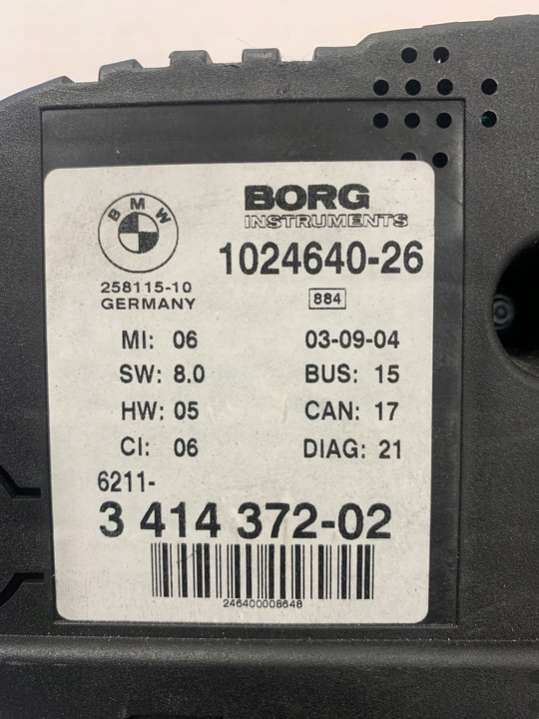 BMW
BORG
INSTRUMENTS
1024640-26
258115-10
GERMANY
884
MI: 06 03-09-04
SW: 8.0 BUS: 15
HW: 05 CAN: 17
CI: 06 DIAG: 21
6211-
3 414 372-02
246400008648